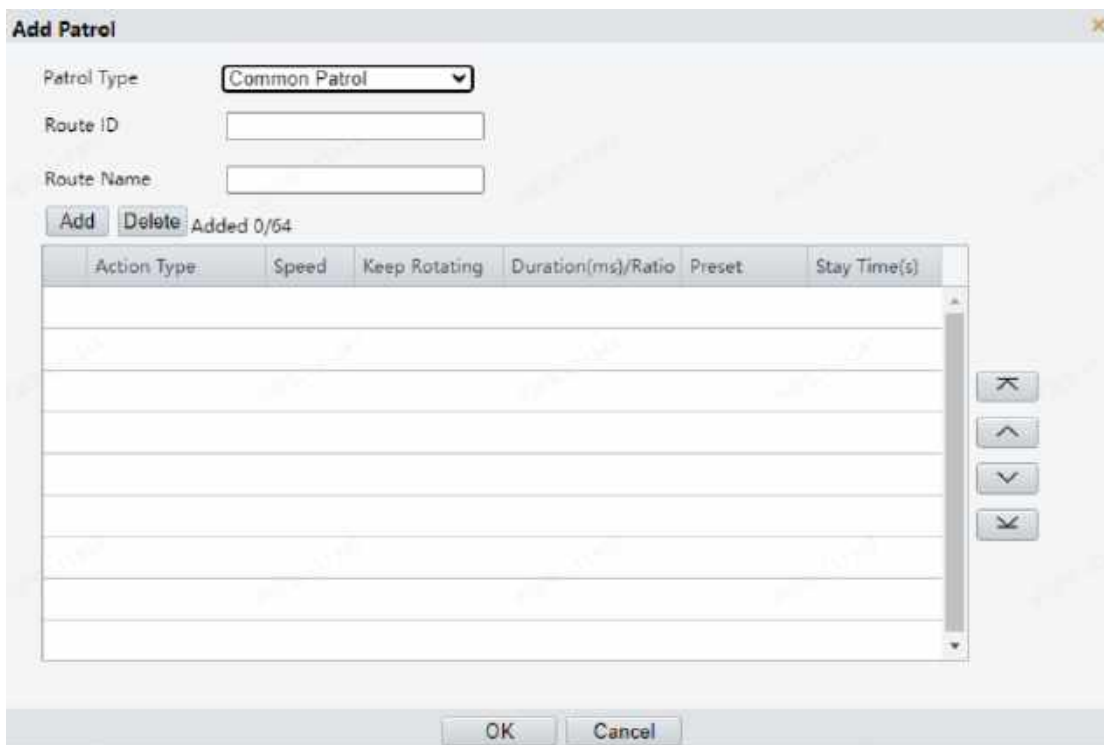 Add Patrol
Patrol Type Common Patrol
Route ID
Route Name
Add Delete Added 0/64
Action Type Speed Keep Rotating Duration(ms)/Ratio Preset Stay Time(s)
OK Cancel